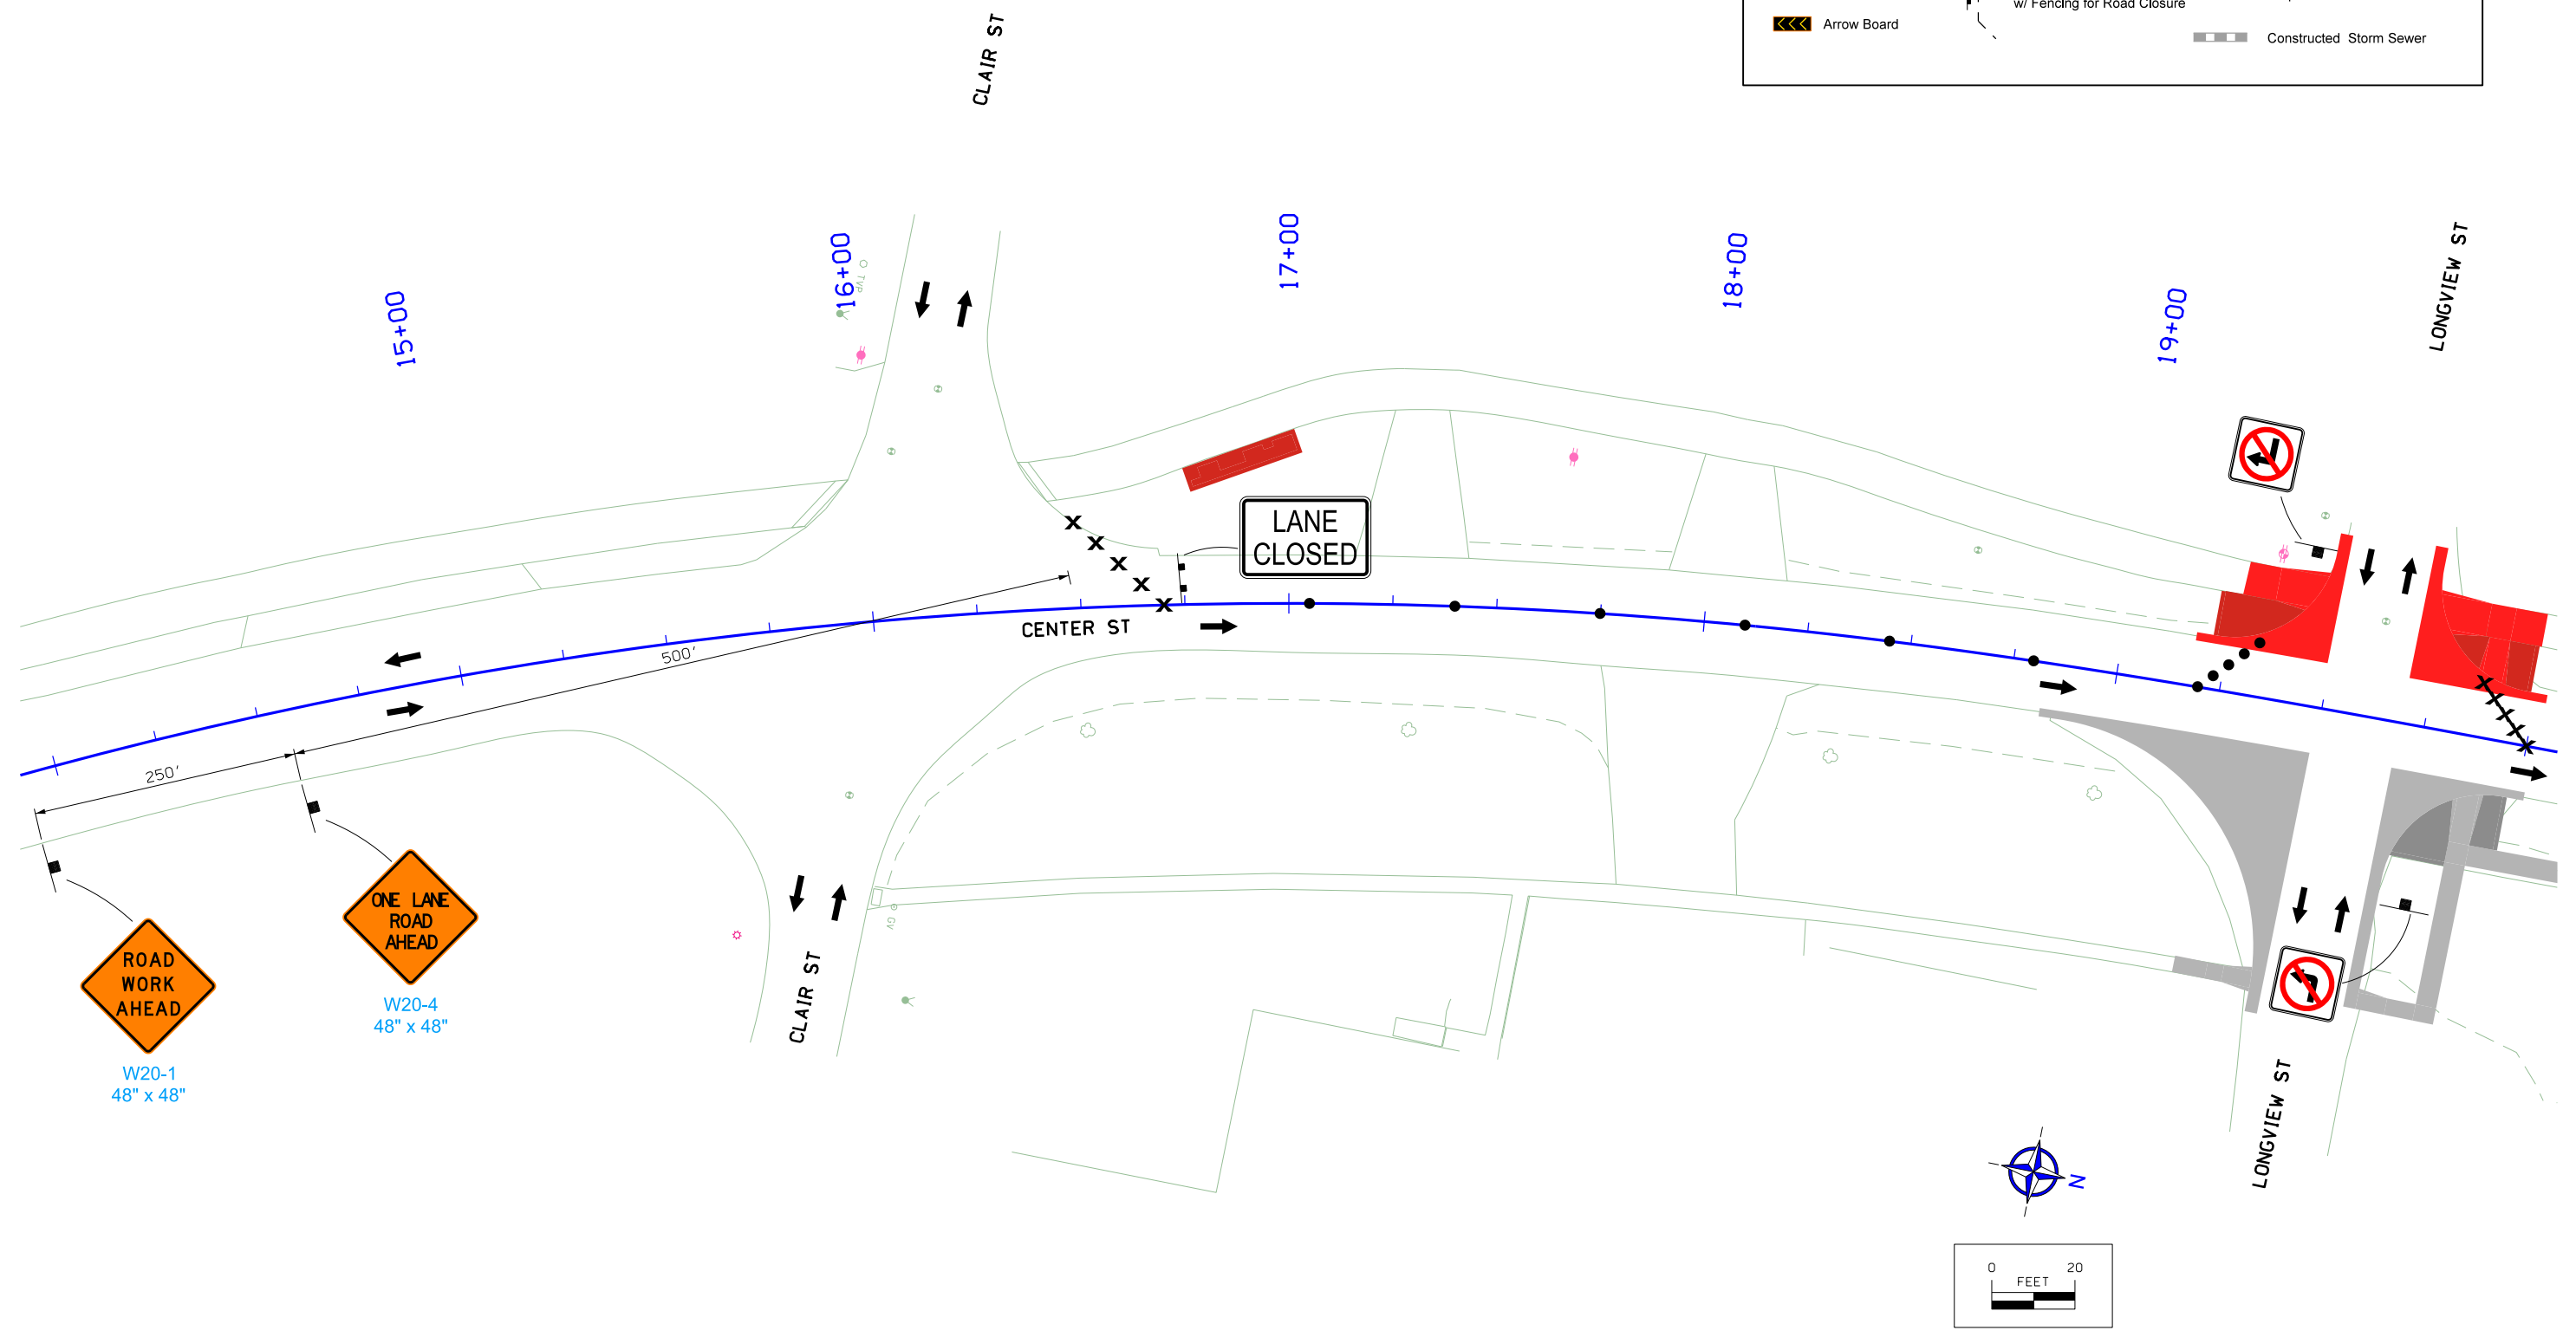 w/ Fencing for Road Closure
Arrow Board
Constructed Storm Sewer
CLAIR ST
15+00
16+00
17+00
18+00
19+00
LONGVIEW ST
TYP
LANE
CLOSED
CENTER ST
500'
250'
ROAD
WORK
AHEAD
W20-1
48" x 48"
ONE LANE
ROAD
AHEAD
W20-4
48" x 48"
GV
CLAIR ST
LONGVIEW ST
N
0 20
FEET